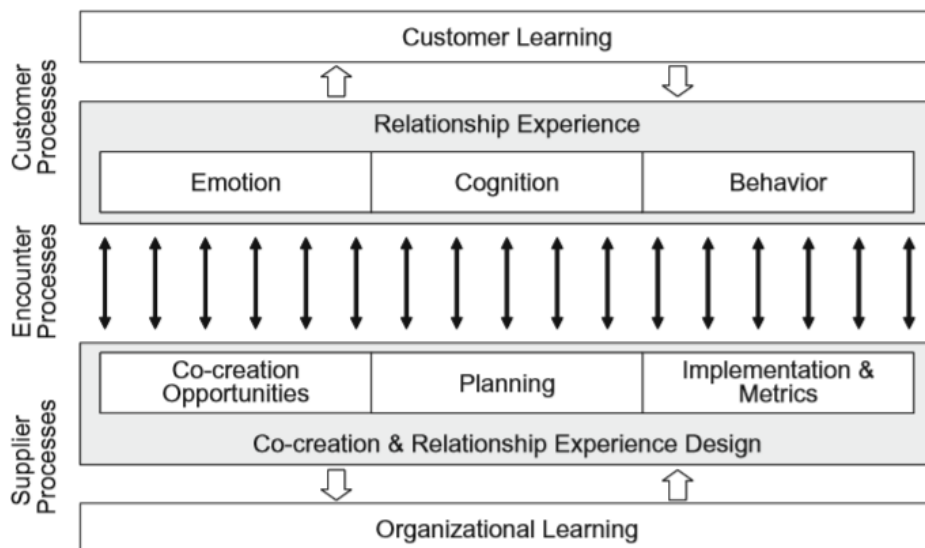 Customer Learning
Customer
Processes
Relationship Experience
Emotion
Cognition
Behavior
Encounter
Processes
Co-creation
Opportunities
Planning
Implementation &
Metrics
Co-creation & Relationship Experience Design
Supplier
Processes
Organizational Learning